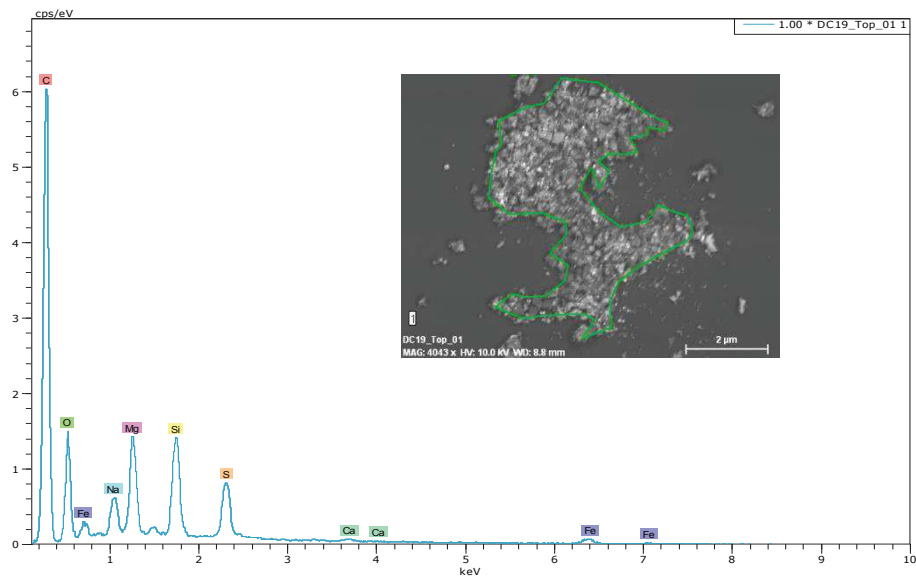 cps/eV
1.00 * DC19_Top_01 1
C
6
5
4
3
2
O
Mg
Si
1
S
Na
Fe
Ca
Ca
Fe
Fe
0
1
2
3
4
5
6
7
8
9
10
keV
1
DC19_Top_01
MAG: 4043 x HV: 10.0 kV WD: 8.8 mm
2 µm